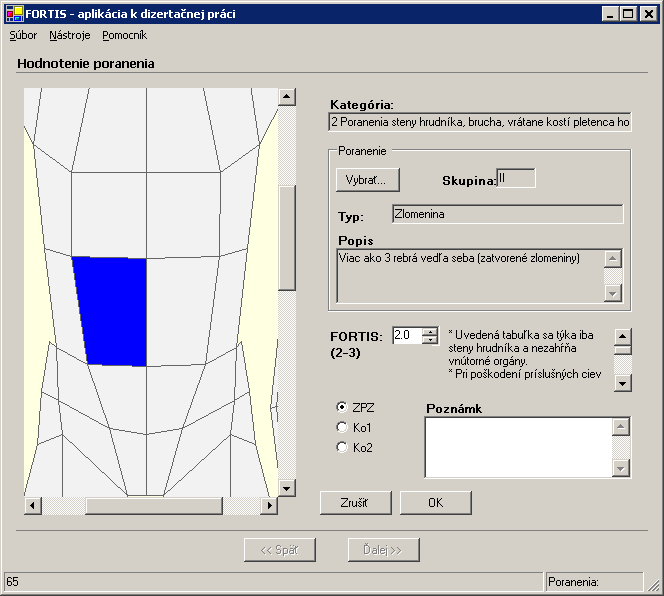 FORTIS - aplikácia k dizertačnej práci
Súbor Nástroje Pomocník
Hodnotenie poranenia
Kategória:
2 Poranenia steny hrudníka, brucha, vrátane kostí pletenca ho
Poranenie
Vybrať... Skupina: II
Typ: Zlomenina
Popis
Viac ako 3 rebrá vedľa seba (zatvorené zlomeniny)
FORTIS: 2.0
(2-3)
* Uvedená tabuľka sa týka iba
steny hrudníka a nezahŕňa
vnútorné orgány.
* Pri poškodení príslušných ciev
ZPZ
Ko1
Ko2
Poznámk
Zrušiť OK
<< Späť Ďalej >>
65 Poranenia: